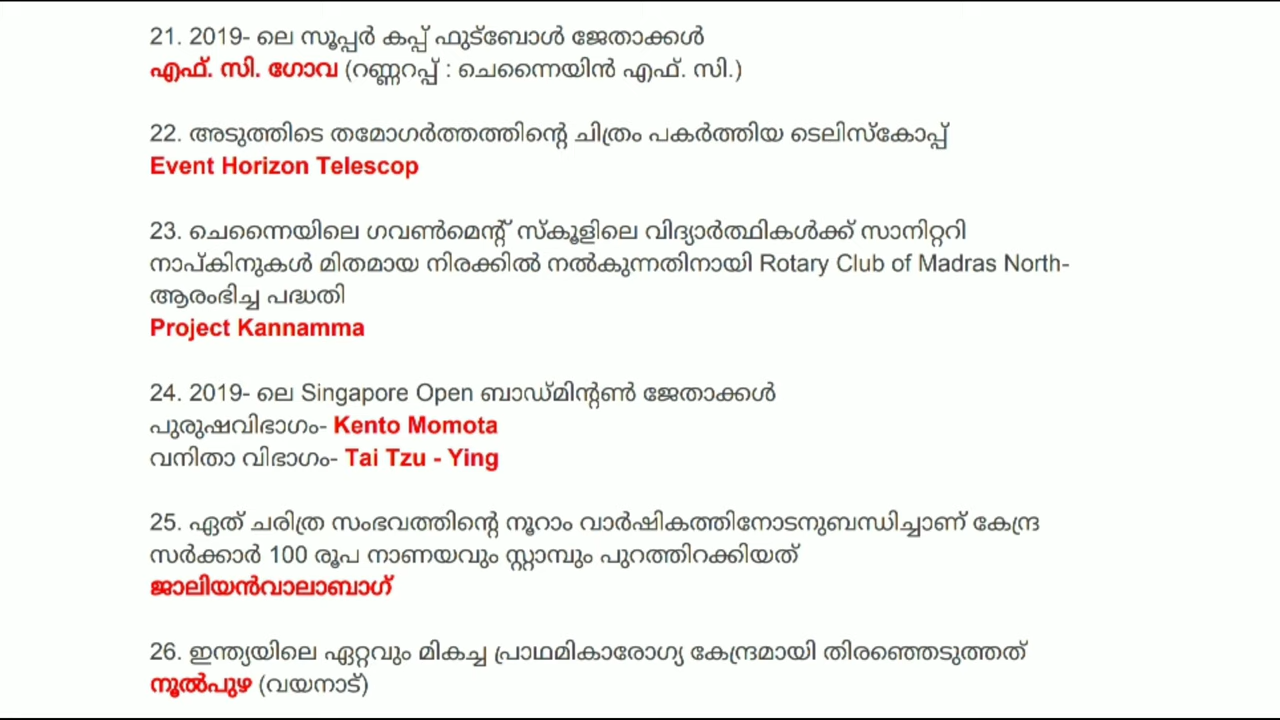 21. 2019- ലെ സൂപ്പർ കപ്പ് ഫുട്ബോൾ ജേതാക്കൾ
എഫ്. സി. ഗോവ (റണ്ണറപ്പ് : ചെന്നൈയിൻ എഫ്. സി.)
22. അടുത്തിടെ തമോഗർത്തത്തിന്റെ ചിത്രം പകർത്തിയ ടെലിസ്കോപ്പ്
Event Horizon Telescop
23. ചെന്നൈയിലെ ഗവൺമെന്റ് സ്കൂളിലെ വിദ്യാർത്ഥികൾക്ക് സാനിറ്ററി
നാപ്കിനുകൾ മിതമായ നിരക്കിൽ നൽകുന്നതിനായി Rotary Club of Madras North-
ആരംഭിച്ച പദ്ധതി
Project Kannamma
24. 2019- ലെ Singapore Open ബാഡ്മിന്റൺ ജേതാക്കൾ
പുരുഷവിഭാഗം- Kento Momota
വനിതാ വിഭാഗം- Tai Tzu - Ying
25. ഏത് ചരിത്ര സംഭവത്തിന്റെ നൂറാം വാർഷികത്തിനോടനുബന്ധിച്ചാണ് കേന്ദ്ര
സർക്കാർ 100 രൂപ നാണയവും സ്റ്റാമ്പും പുറത്തിറക്കിയത്
ജാലിയൻവാലാബാഗ്
26. ഇന്ത്യയിലെ ഏറ്റവും മികച്ച പ്രാഥമികാരോഗ്യ കേന്ദ്രമായി തിരഞ്ഞെടുത്തത്
നൂൽപുഴ (വയനാട്)